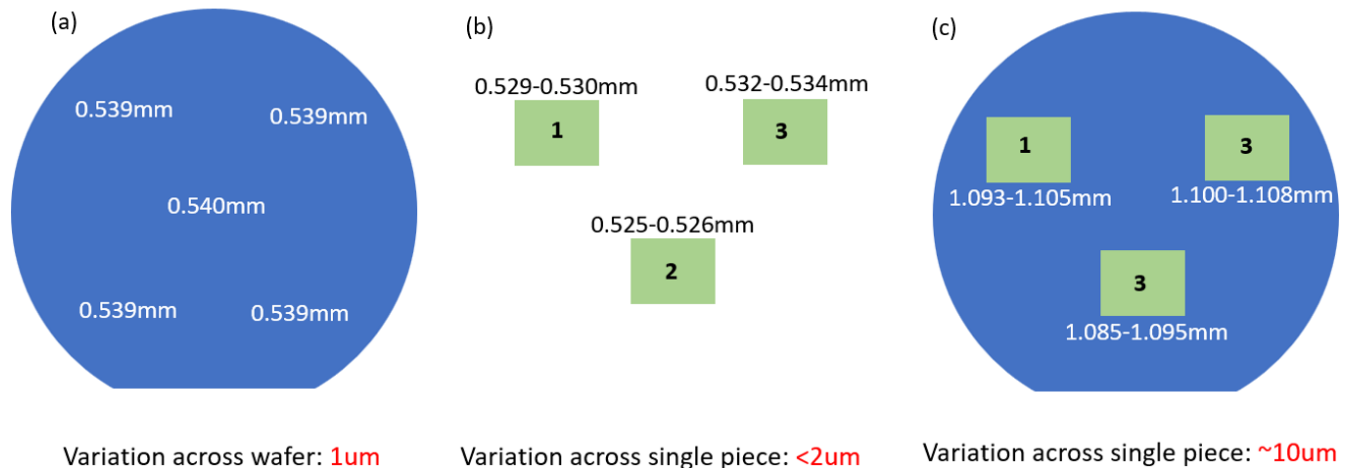 (a)
0.539mm
0.539mm
0.540mm
0.539mm
0.539mm
Variation across wafer: 1um
(b)
0.529-0.530mm
1
0.532-0.534mm
3
0.525-0.526mm
2
Variation across single piece: <2um
(c)
1
1.093-1.105mm
3
1.100-1.108mm
3
1.085-1.095mm
Variation across single piece: ~10um